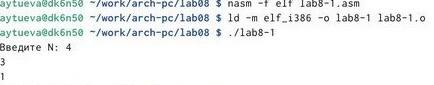 aytueva@dk6n50 ~/work/arch-pc/lab08 $ nasm -f elf lab8-1.asm
aytueva@dk6n50 ~/work/arch-pc/lab08 $ ld -m elf_i386 -o lab8-1 lab8-1.o
aytueva@dk6n50 ~/work/arch-pc/lab08 $ ./lab8-1
Введите N: 4
3
1